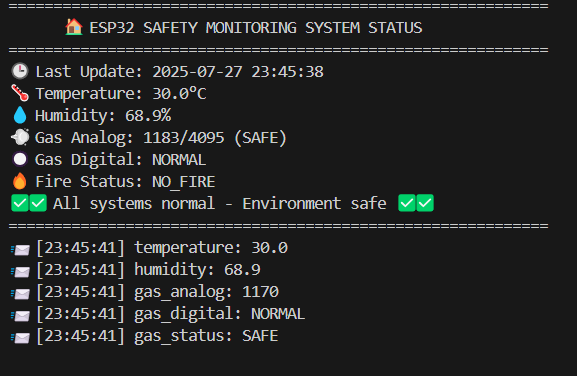 ============================================================
🏠 ESP32 SAFETY MONITORING SYSTEM STATUS
============================================================
🕒 Last Update: 2025-07-27 23:45:38
🌡️ Temperature: 30.0°C
💧 Humidity: 68.9%
💨 Gas Analog: 1183/4095 (SAFE)
⚪ Gas Digital: NORMAL
🔥 Fire Status: NO_FIRE
✅✅ All systems normal - Environment safe ✅✅
============================================================
📨 [23:45:41] temperature: 30.0
📨 [23:45:41] humidity: 68.9
📨 [23:45:41] gas_analog: 1170
📨 [23:45:41] gas_digital: NORMAL
📨 [23:45:41] gas_status: SAFE